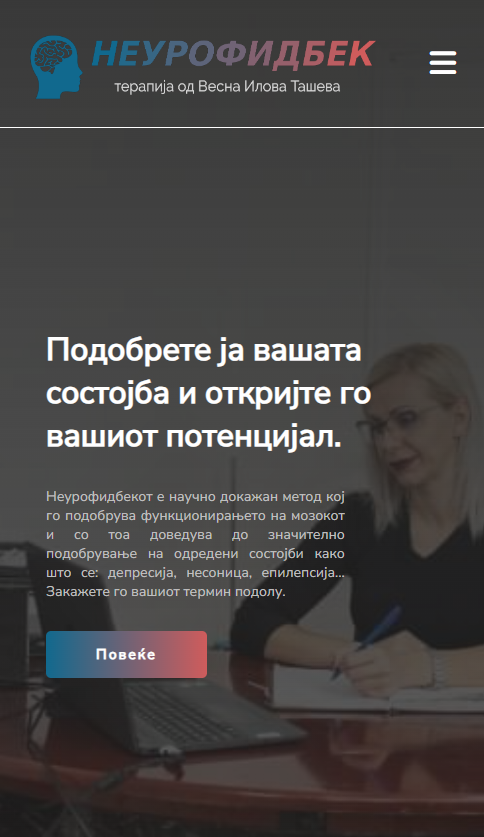 НЕУРОФИДБЕК
терапија од Весна Илова Ташева
Подобрете ја вашата
состојба и откријте го
вашиот потенцијал.
Неурофидбекот е научно докажан метод кој
го подобрува функционирањето на мозокот
и со тоа доведува до значително
подобрување на одредени состојби како
што се: депресија, несоница, епилепсија...
Закажете го вашиот термин подолу.
Повеќе